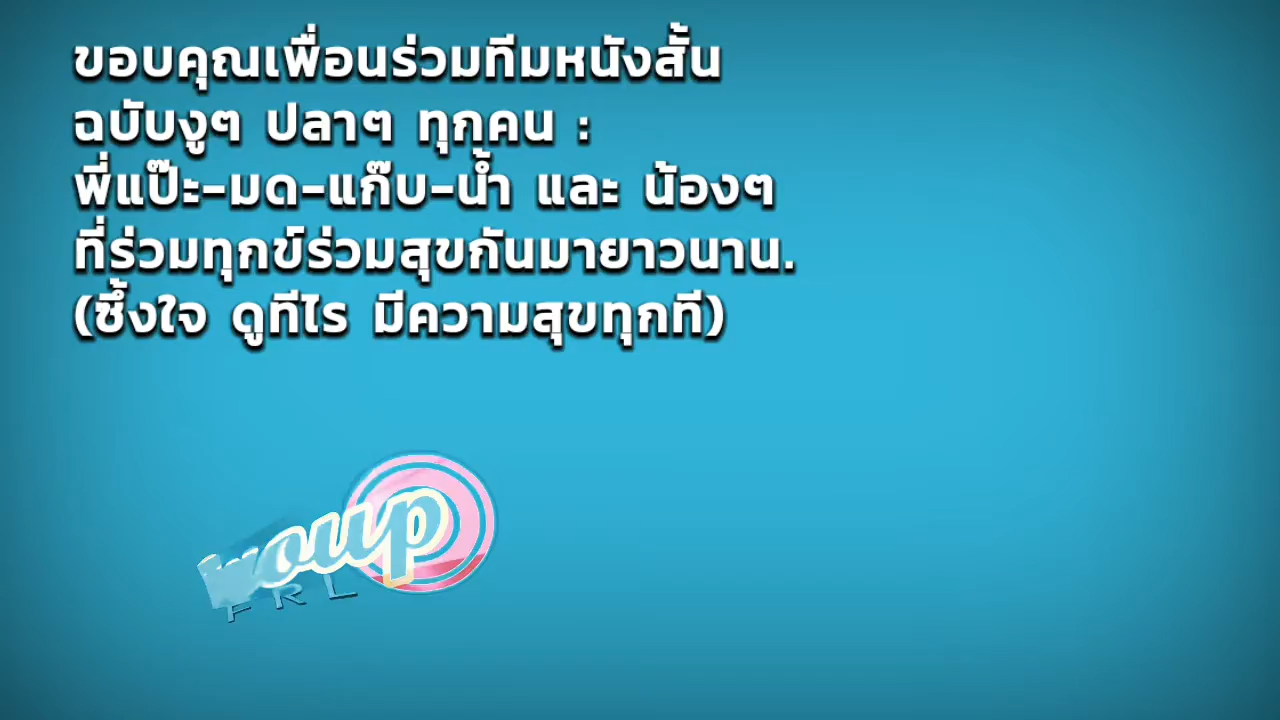 ขอบคุณเพื่อนร่วมทีมหนังสั้น
ฉบับงูๆ ปลาๆ ทุกคน :
พี่แป๊ะ-มด-แก๊บ-น้ำ และ น้องๆ
ที่ร่วมทุกข์ร่วมสุขกันมายาวนาน.
(ซึ้งใจ ดูทีไร มีความสุขทุกที)